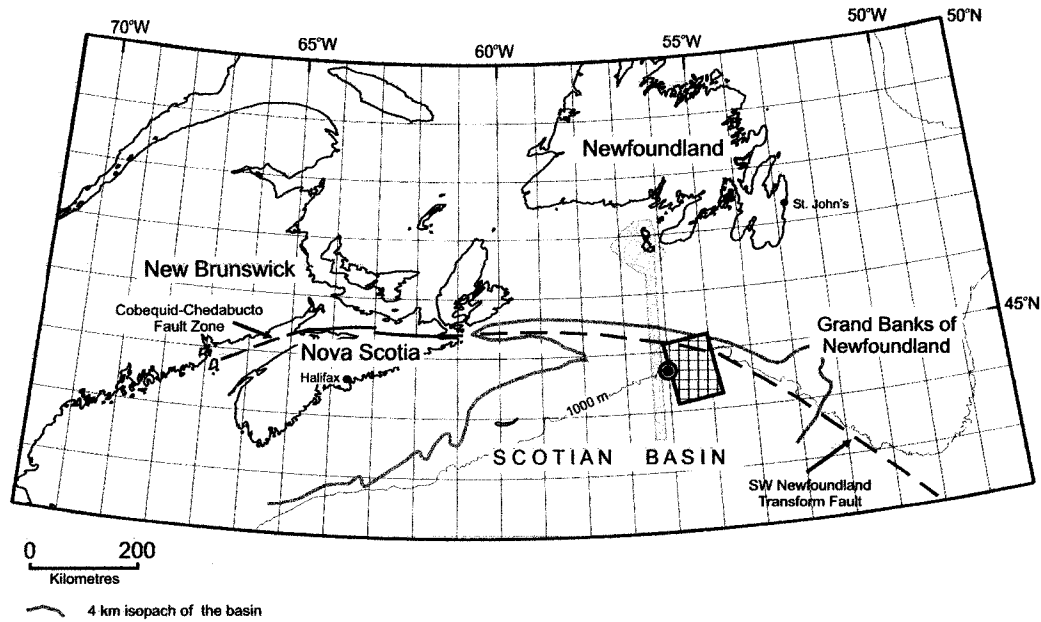 70°W
65°W
60°W
55°W
50°W
50°N
Newfoundland
St. John's
New Brunswick
Cobequid-Chedabucto
Fault Zone
45°N
Grand Banks of
Newfoundland
Nova Scotia
Halifax
1000 m
SCOTIAN BASIN
SW Newfoundland
Transform Fault
0 200
Kilometres
4 km isopach of the basin